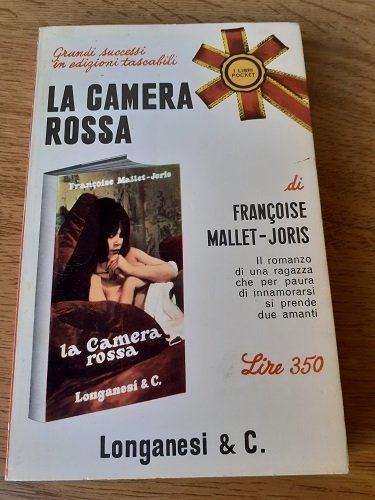 Grandi successi
in edizioni tascabili
I LIBRI
POCKET
LA CAMERA
ROSSA
di
FRANÇOISE
MALLET-JORIS
Il romanzo
di una ragazza
che per paura
di innamorarsi
si prende
due amanti
Lire 350
Françoise Mallet-Joris
la Camera
rossa
Longanesi & C.
Longanesi & C.